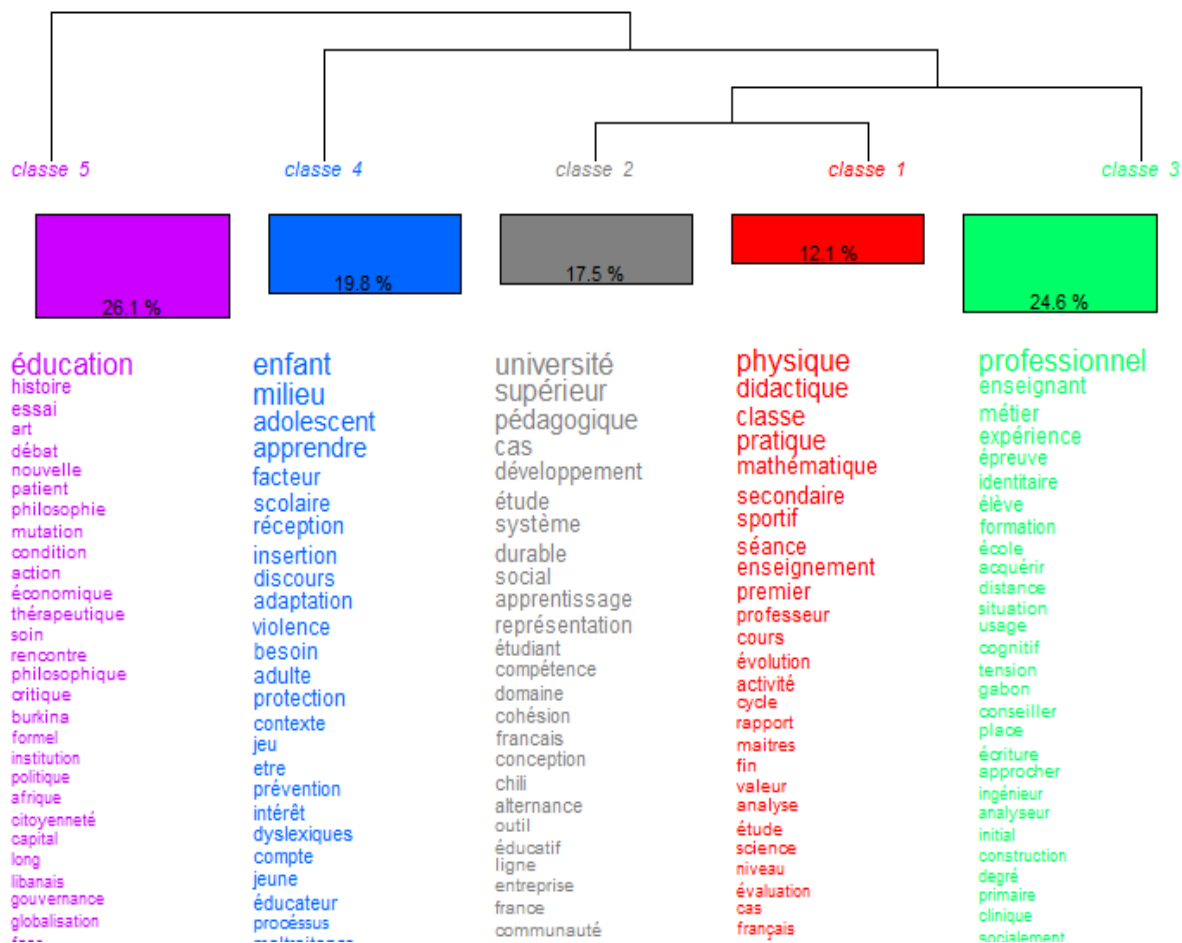 classe 5
classe 4
classe 2
classe 1
classe 3
26.1 %
19.8 %
17.5 %
12.1 %
24.6 %
éducation
histoire
essai
art
débat
nouvelle
patient
philosophie
mutation
condition
action
économique
thérapeutique
soin
rencontre
philosophique
critique
burkina
formel
institution
politique
afrique
citoyenneté
capital
long
libanais
gouvernance
globalisation
enfant
milieu
adolescent
apprendre
facteur
scolaire
réception
insertion
discours
adaptation
violence
besoin
adulte
protection
contexte
jeu
etre
prévention
intérêt
dyslexiques
compte
jeune
éducateur
procéssus
université
supérieur
pédagogique
cas
développement
étude
système
durable
social
apprentissage
représentation
étudiant
compétence
domaine
cohésion
francais
conception
chili
alternance
outil
éducatif
ligne
entreprise
france
communauté
physique
didactique
classe
pratique
mathématique
secondaire
sportif
séance
enseignement
premier
professeur
cours
évolution
activité
cycle
rapport
maitres
fin
valeur
analyse
étude
science
niveau
évaluation
cas
français
professionnel
enseignant
métier
expérience
épreuve
identitaire
élève
formation
école
acquérir
distance
situation
usage
cognitif
tension
gabon
conseiller
place
écriture
approcher
ingénieur
analyseur
initial
construction
degré
primaire
clinique
socialement